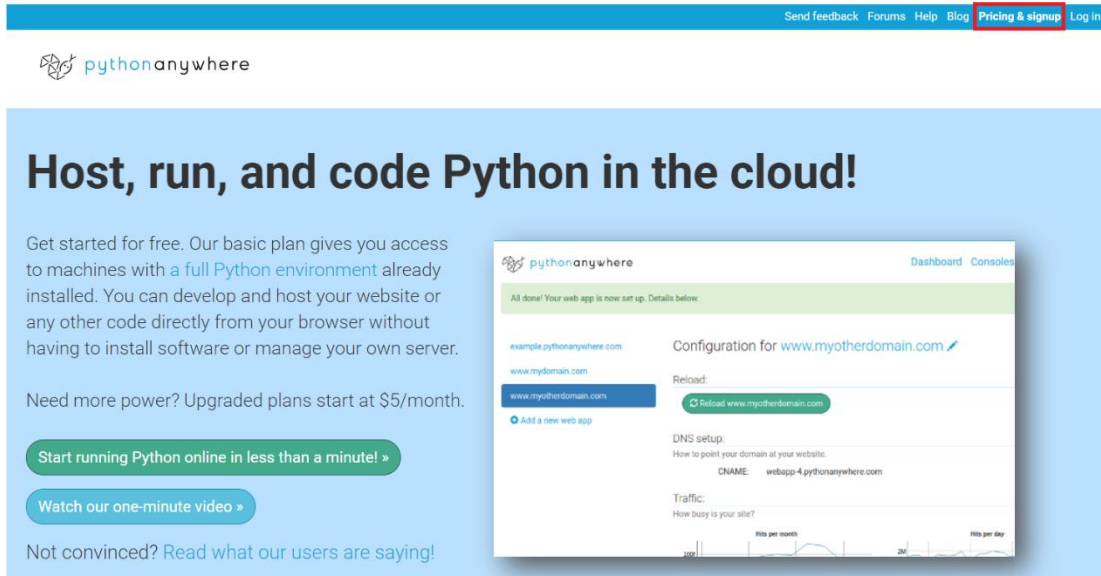 Send feedback Forums Help Blog Pricing & signup Log in
pythonanywhere
Host, run, and code Python in the cloud!
Get started for free. Our basic plan gives you access
to machines with a full Python environment already
installed. You can develop and host your website or
any other code directly from your browser without
having to install software or manage your own server.
Need more power? Upgraded plans start at $5/month.
Start running Python online in less than a minute! »
Watch our one-minute video »
Not convinced? Read what our users are saying!
pythonanywhere
Dashboard Consoles
All done! Your web app is now set up. Details below.
example.pythonanywhere.com
www.mydomain.com
www.myotherdomain.com
Add a new web app
Configuration for www.myotherdomain.com
Reload:
Reload www.myotherdomain.com
DNS setup:
How to point your domain at your website.
CNAME: webapp-4.pythonanywhere.com
Traffic:
How busy is your site?
Hits per month
Hits per day
2M